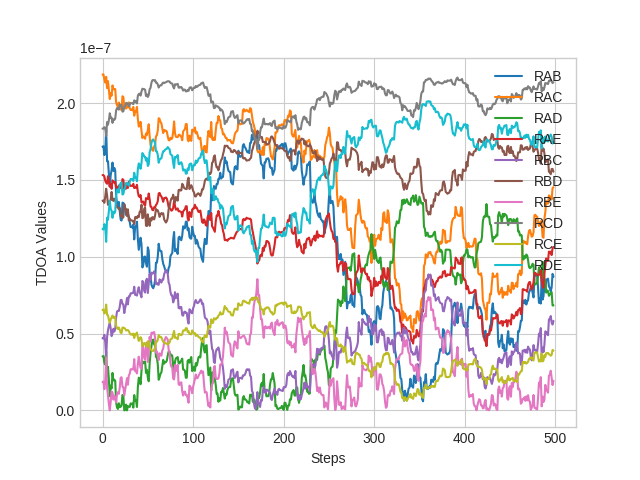 1e−7
2.0
1.5
1.0
0.5
0.0
TDOA Values
0
100
200
300
400
500
Steps
RAB
RAC
RAD
RAE
RBC
RBD
RBE
RCD
RCE
RDE